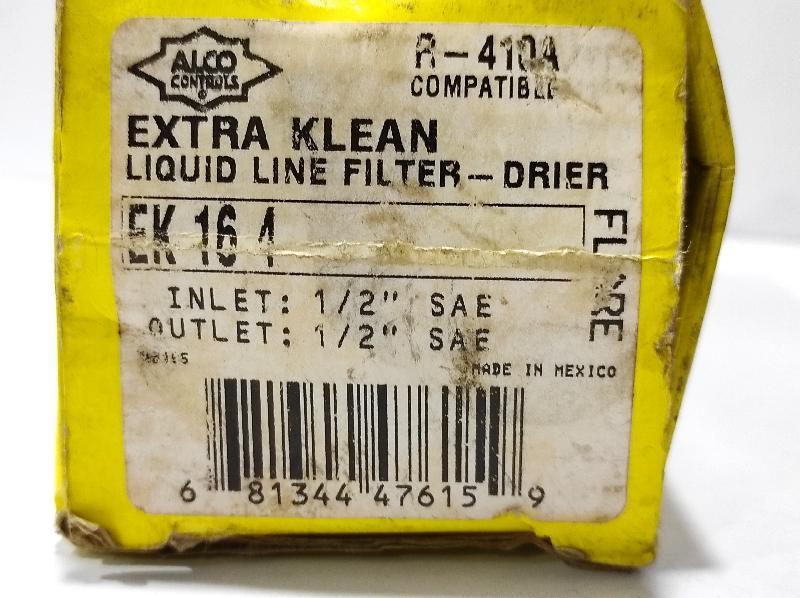 ALCO
CONTROLS
®
R-410A
COMPATIBLE
EXTRA KLEAN
LIQUID LINE FILTER-DRIER
EK 16 4
FLARE
INLET: 1/2" SAE
OUTLET: 1/2" SAE
MADE IN MEXICO
6 81344 47615 9